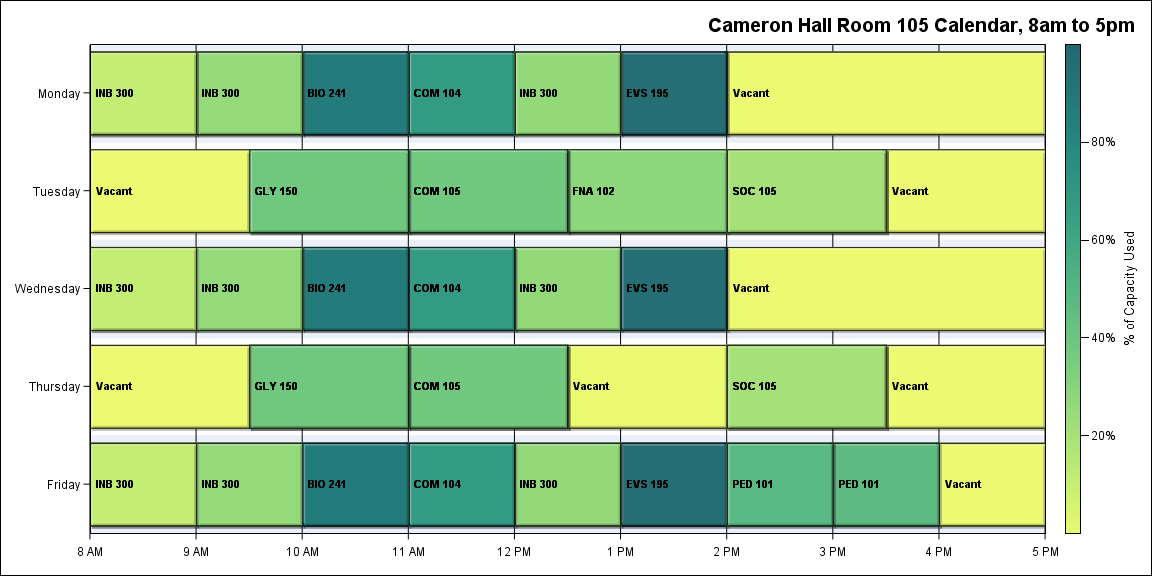 Cameron Hall Room 105 Calendar, 8am to 5pm
Monday INB 300 INB 300 BIO 241 COM 104 INB 300 EVS 195 Vacant
80%
Tuesday Vacant GLY 150 COM 105 FNA 102 SOC 105 Vacant
60%
% of Capacity Used
Wednesday INB 300 INB 300 BIO 241 COM 104 INB 300 EVS 195 Vacant
40%
Thursday Vacant GLY 150 COM 105 Vacant SOC 105 Vacant
20%
Friday INB 300 INB 300 BIO 241 COM 104 INB 300 EVS 195 PED 101 PED 101 Vacant
8 AM 9 AM 10 AM 11 AM 12 PM 1 PM 2 PM 3 PM 4 PM 5 PM